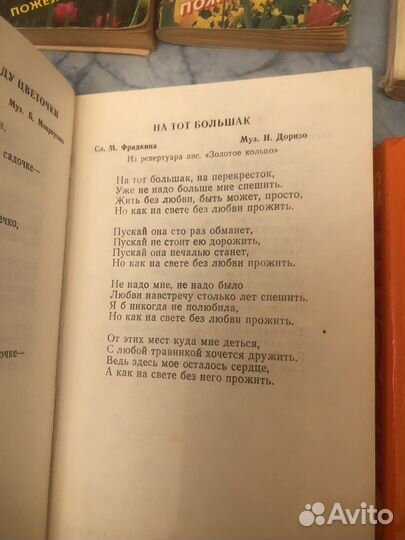 ПОЖЕЛ
ПОЖЕ
ДУ ЦВЕТОЧКИ
Муз. Б. Мокроусова
садочке—
ечко,
садочке—
НА ТОТ БОЛЬШАК
Сл. М. Фрадкина
Муз. Н. Доризо
Из репертуара анс. «Золотое кольцо»
На тот большак, на перекресток,
Уже не надо больше мне спешить.
Жить без любви, быть может, просто,
Но как на свете без любви прожить.
Пускай она сто раз обманет,
Пускай не стоит ею дорожить,
Пускай она печалью станет,
Но как на свете без любви прожить.
Не надо мне, не надо было
Любви навстречу столько лет спешить.
Я б никогда не полюбила,
Но как на свете без любви прожить.
От этих мест куда мне деться,
С любой травинкой хочется дружить.
Ведь здесь мое осталось сердце,
А как на свете без него прожить.
Avito